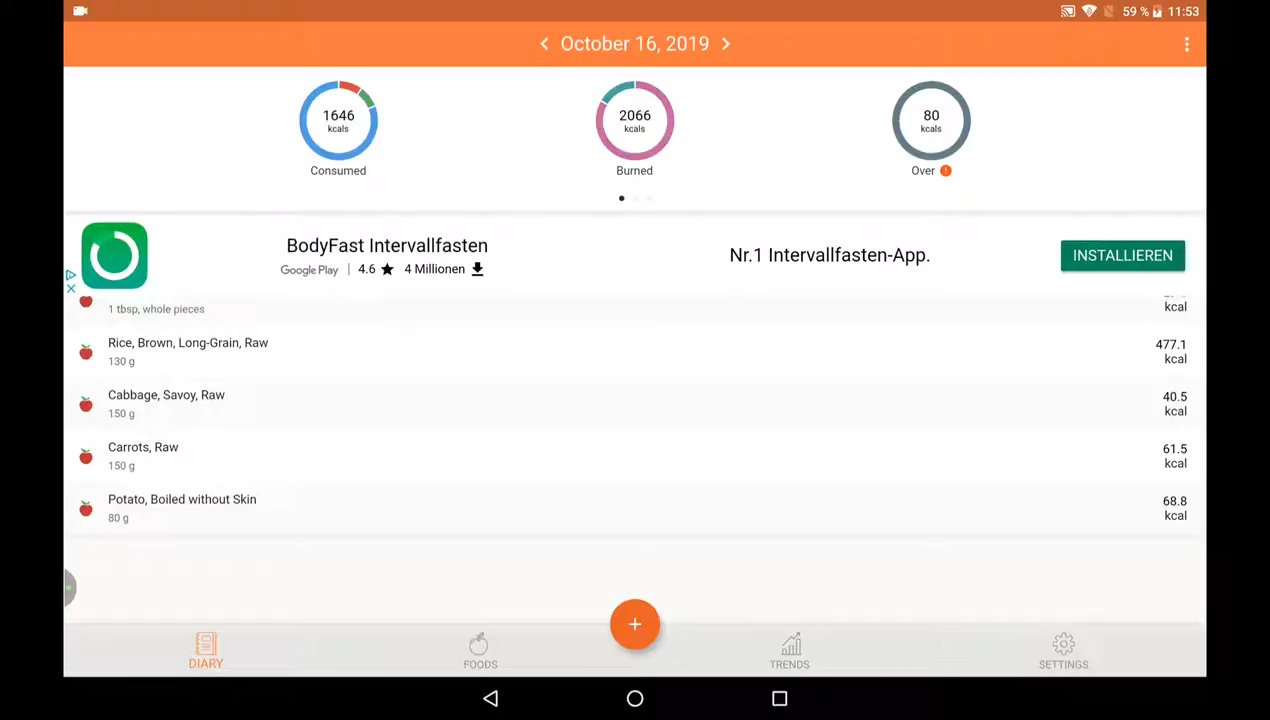 59 % 11:53
October 16, 2019
1646
kcals
Consumed
2066
kcals
Burned
80
kcals
Over
BodyFast Intervallfasten
Google Play | 4.6 ★ 4 Millionen
Nr.1 Intervallfasten-App.
INSTALLIEREN
1 tbsp, whole pieces
kcal
Rice, Brown, Long-Grain, Raw
130 g
477.1
kcal
Cabbage, Savoy, Raw
150 g
40.5
kcal
Carrots, Raw
150 g
61.5
kcal
Potato, Boiled without Skin
80 g
68.8
kcal
DIARY
FOODS
TRENDS
SETTINGS